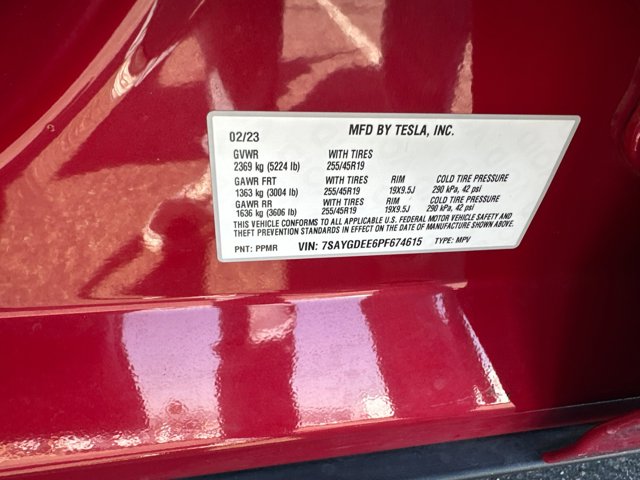 MFD BY TESLA, INC.
02/23
GVWR WITH TIRES
2369 kg (5224 lb) 255/45R19
GAWR FRT WITH TIRES RIM COLD TIRE PRESSURE
1363 kg (3004 lb) 255/45R19 19X9.5J 290 kPa, 42 psi
GAWR RR WITH TIRES RIM COLD TIRE PRESSURE
1636 kg (3606 lb) 255/45R19 19X9.5J 290 kPa, 42 psi
THIS VEHICLE CONFORMS TO ALL APPLICABLE U.S. FEDERAL MOTOR VEHICLE SAFETY AND
THEFT PREVENTION STANDARDS IN EFFECT ON THE DATE OF MANUFACTURE SHOWN ABOVE.
PNT: PPMR VIN: 7SAYGDEE6PF674615 TYPE: MPV